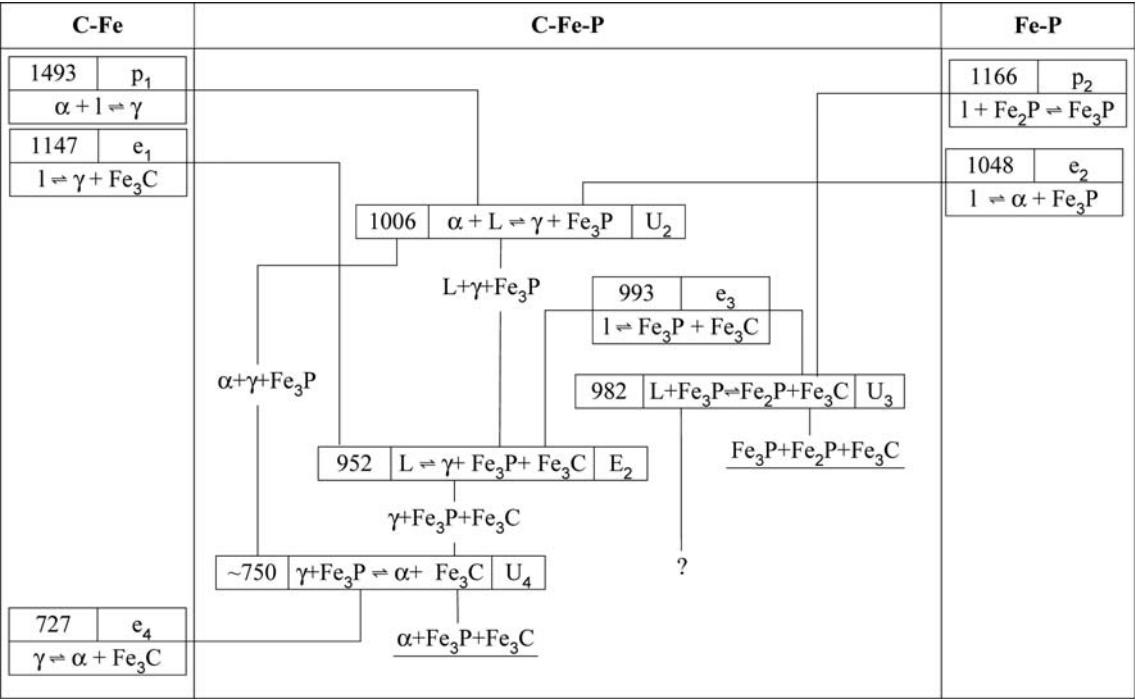 C-Fe
C-Fe-P
Fe-P
1493 p₁
α + l ⇌ γ
1166 p₂
l + Fe₂P ⇌ Fe₃P
1147 e₁
l ⇌ γ + Fe₃C
1048 e₂
l ⇌ α + Fe₃P
1006 α + L ⇌ γ + Fe₃P U₂
L+γ+Fe₃P
993 e₃
l ⇌ Fe₃P + Fe₃C
α+γ+Fe₃P
982 L+Fe₃P⇌Fe₂P+Fe₃C U₃
Fe₃P+Fe₂P+Fe₃C
952 L ⇌ γ+ Fe₃P+ Fe₃C E₂
γ+Fe₃P+Fe₃C
~750 γ+Fe₃P ⇌ α+ Fe₃C U₄
?
727 e₄
γ⇌ α + Fe₃C
α+Fe₃P+Fe₃C